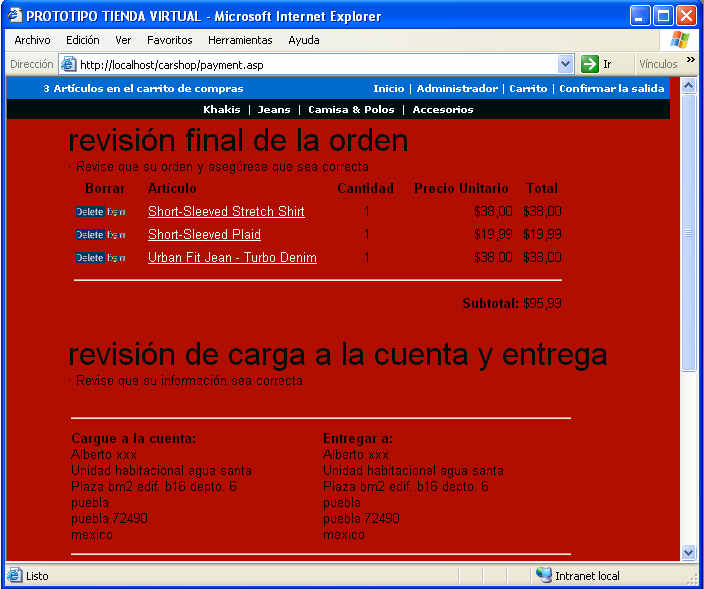 PROTOTIPO TIENDA VIRTUAL - Microsoft Internet Explorer
Archivo Edición Ver Favoritos Herramientas Ayuda
Dirección http://localhost/carshop/payment.asp Ir Vínculos »
3 Artículos en el carrito de compras Inicio | Administrador | Carrito | Confirmar la salida
Khakis | Jeans | Camisa & Polos | Accesorios
revisión final de la orden
· Revise que su orden y asegúrese que sea correcta
Borrar Artículo Cantidad Precio Unitario Total
Delete Item Short-Sleeved Stretch Shirt 1 $38,00 $38,00
Delete Item Short-Sleeved Plaid 1 $19,99 $19,99
Delete Item Urban Fit Jean - Turbo Denim 1 $38,00 $38,00
Subtotal: $95,99
revisión de carga a la cuenta y entrega
· Revise que su información sea correcta
Cargue a la cuenta: Entregar a:
Alberto xxx Alberto xxx
Unidad habitacional agua santa Unidad habitacional agua santa
Plaza bm2 edif. b16 depto. 6 Plaza bm2 edif. b16 depto. 6
puebla puebla
puebla 72490 puebla 72490
mexico mexico
Listo Intranet local